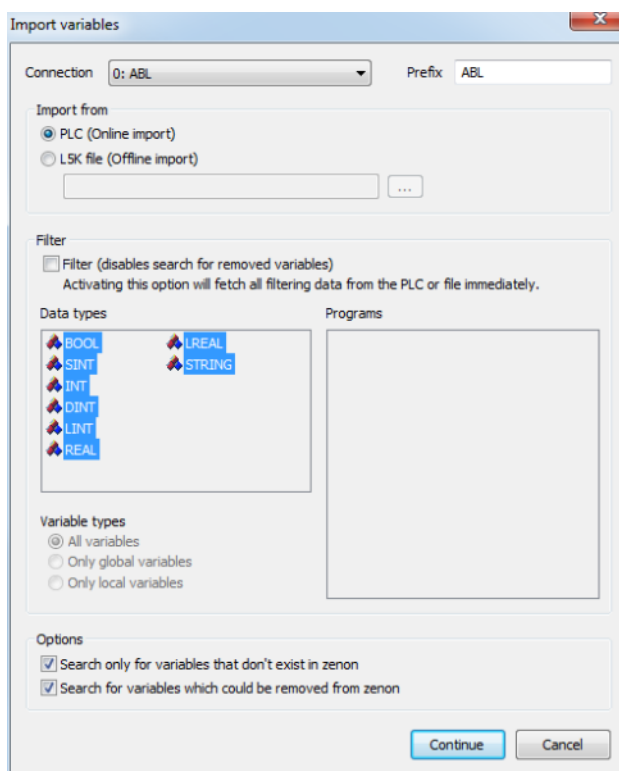 Import variables
Connection 0: ABL Prefix ABL
Import from
PLC (Online import)
L5K file (Offline import)
...
Filter
Filter (disables search for removed variables)
Activating this option will fetch all filtering data from the PLC or file immediately.
Data types Programs
BOOL LREAL
SINT STRING
INT
DINT
LINT
REAL
Variable types
All variables
Only global variables
Only local variables
Options
Search only for variables that don't exist in zenon
Search for variables which could be removed from zenon
Continue Cancel